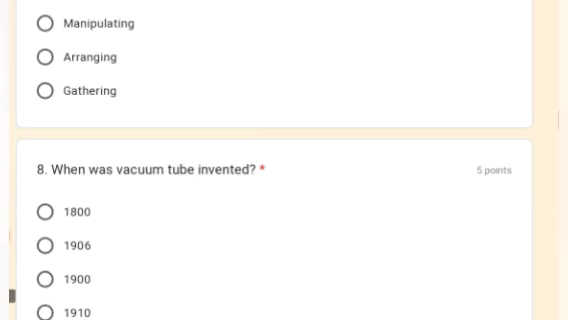 Manipulating
Arranging
Gathering
8. When was vacuum tube invented? *
5 points
1800
1906
1900
1910